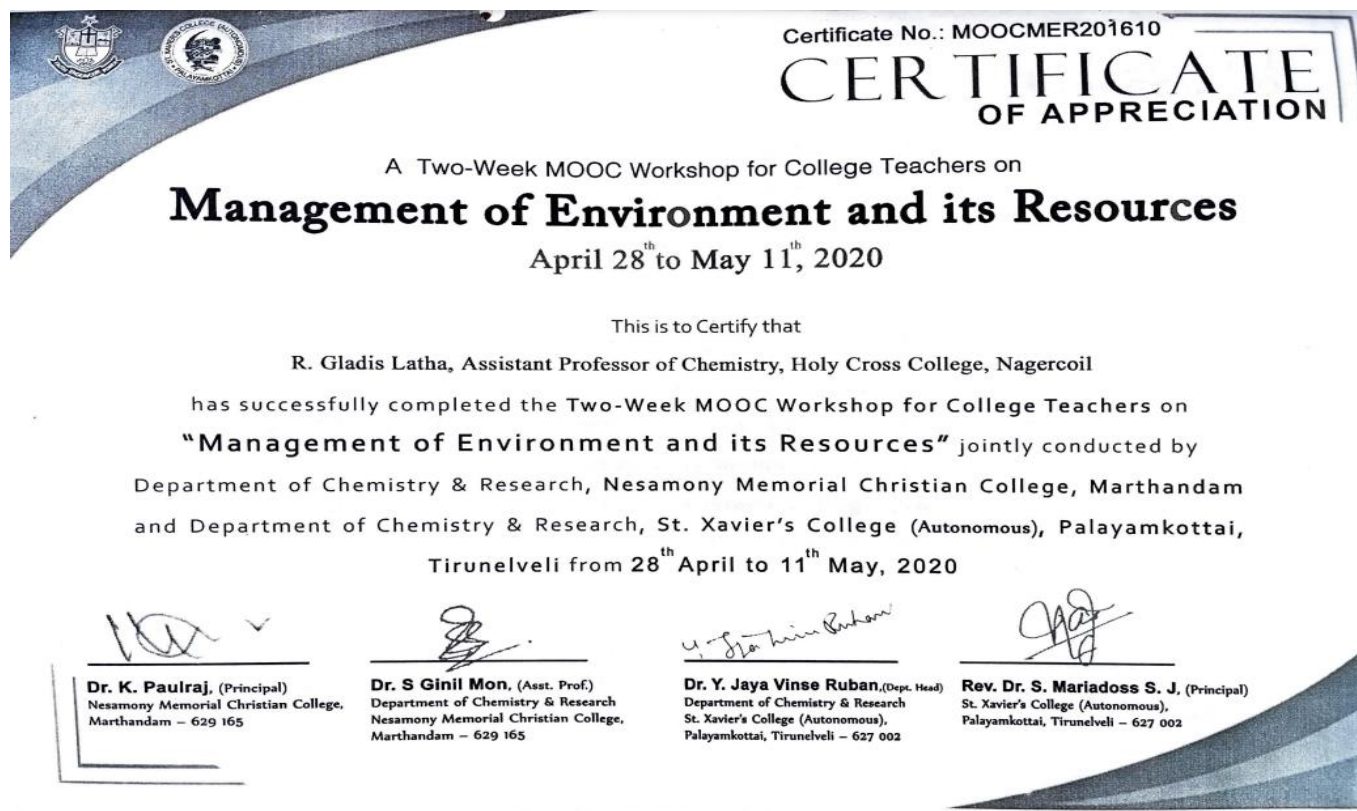 ST. XAVIER'S COLLEGE (AUTONOMOUS)
PALAYAMKOTTAI
Certificate No.: MOOCMER201610
CERTIFICATE
OF APPRECIATION
A Two-Week MOOC Workshop for College Teachers on
Management of Environment and its Resources
April 28th to May 11th, 2020
This is to Certify that
R. Gladis Latha, Assistant Professor of Chemistry, Holy Cross College, Nagercoil
has successfully completed the Two-Week MOOC Workshop for College Teachers on
“Management of Environment and its Resources” jointly conducted by
Department of Chemistry & Research, Nesamony Memorial Christian College, Marthandam
and Department of Chemistry & Research, St. Xavier's College (Autonomous), Palayamkottai,
Tirunelveli from 28th April to 11th May, 2020
Dr. K. Paulraj, (Principal)
Nesamony Memorial Christian College,
Marthandam – 629 165
Dr. S Ginil Mon, (Asst. Prof.)
Department of Chemistry & Research
Nesamony Memorial Christian College,
Marthandam – 629 165
Dr. Y. Jaya Vinse Ruban,(Dept. Head)
Department of Chemistry & Research
St. Xavier's College (Autonomous),
Palayamkottai, Tirunelveli – 627 002
Rev. Dr. S. Mariadoss S. J, (Principal)
St. Xavier's College (Autonomous),
Palayamkottai, Tirunelveli – 627 002